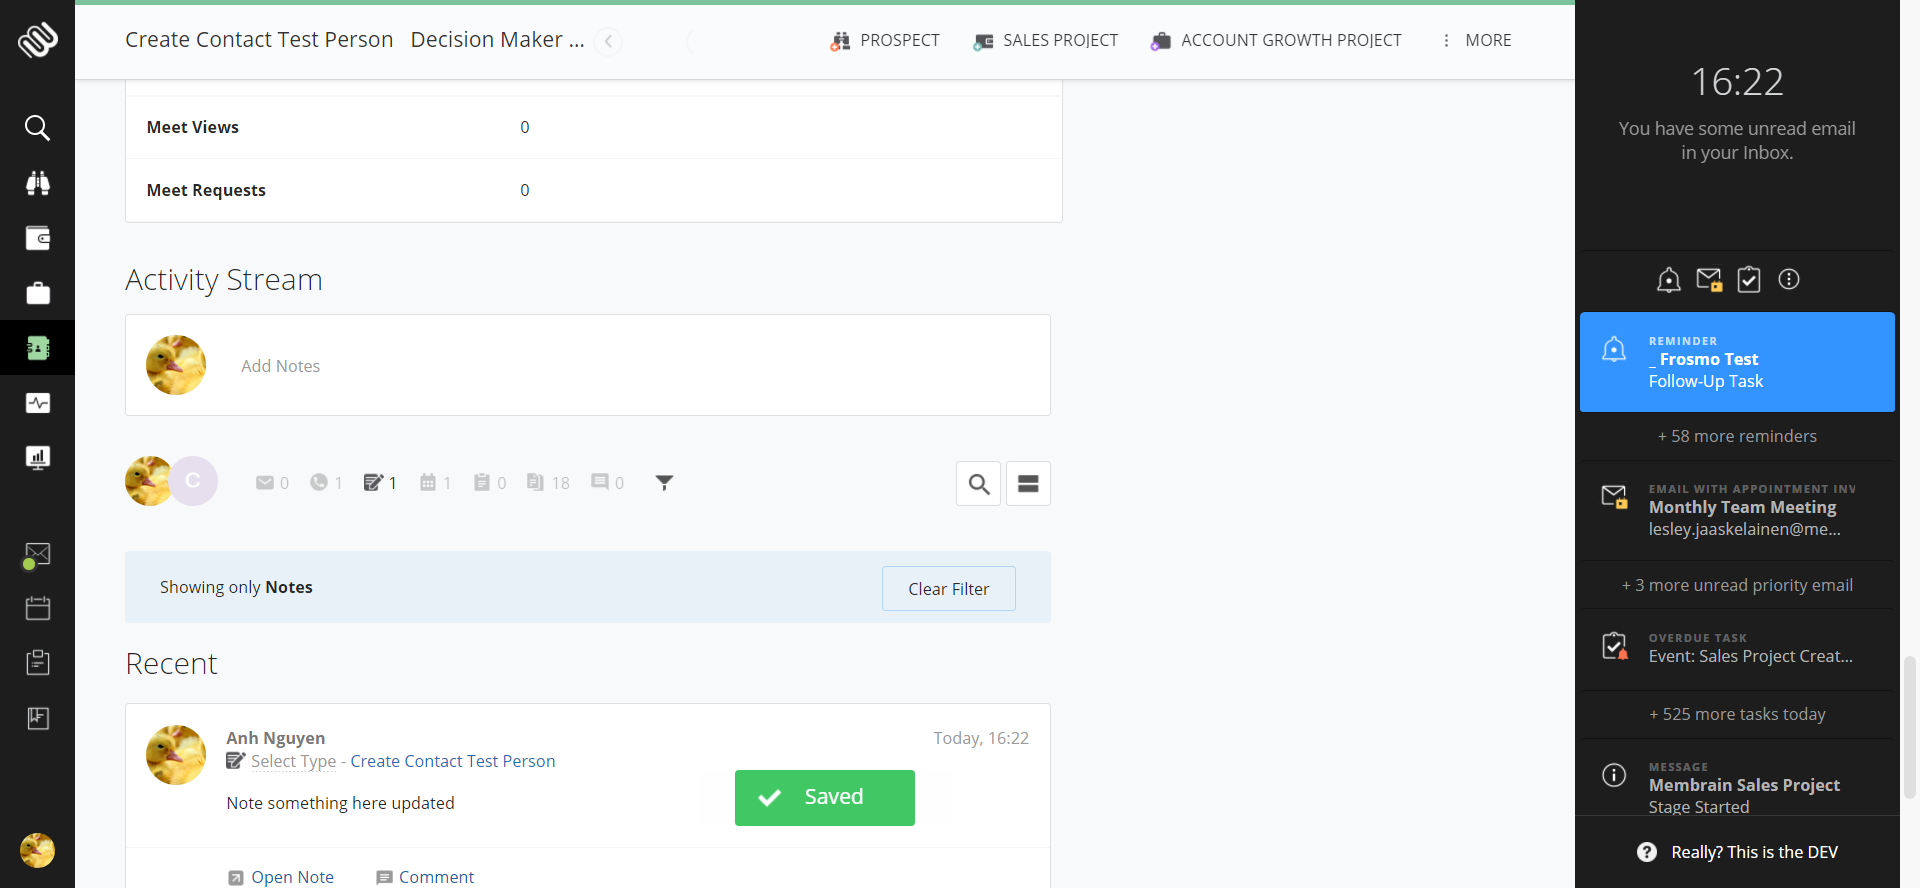 Create Contact Test Person Decision Maker ...
PROSPECT
SALES PROJECT
ACCOUNT GROWTH PROJECT
MORE
Meet Views 0
Meet Requests 0
Activity Stream
Add Notes
C
0 1 1 1 0 18 0
Showing only Notes
Clear Filter
Recent
Anh Nguyen
Today, 16:22
Select Type - Create Contact Test Person
Note something here updated
Saved
Open Note
Comment
16:22
You have some unread email
in your Inbox.
REMINDER
_ Frosmo Test
Follow-Up Task
+ 58 more reminders
EMAIL WITH APPOINTMENT INV
Monthly Team Meeting
lesley.jaaskelainen@me...
+ 3 more unread priority email
OVERDUE TASK
Event: Sales Project Creat...
+ 525 more tasks today
MESSAGE
Membrain Sales Project
Stage Started
Really? This is the DEV